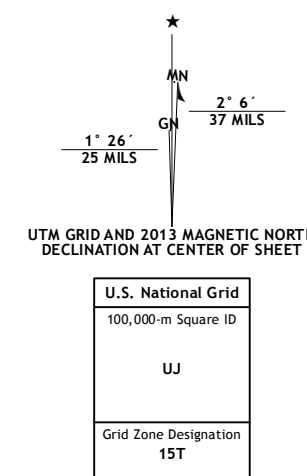 ★
MN
GN
2° 6´
37 MILS
1° 26´
25 MILS
UTM GRID AND 2013 MAGNETIC NORTH
DECLINATION AT CENTER OF SHEET
U.S. National Grid
100,000-m Square ID
UJ
Grid Zone Designation
15T